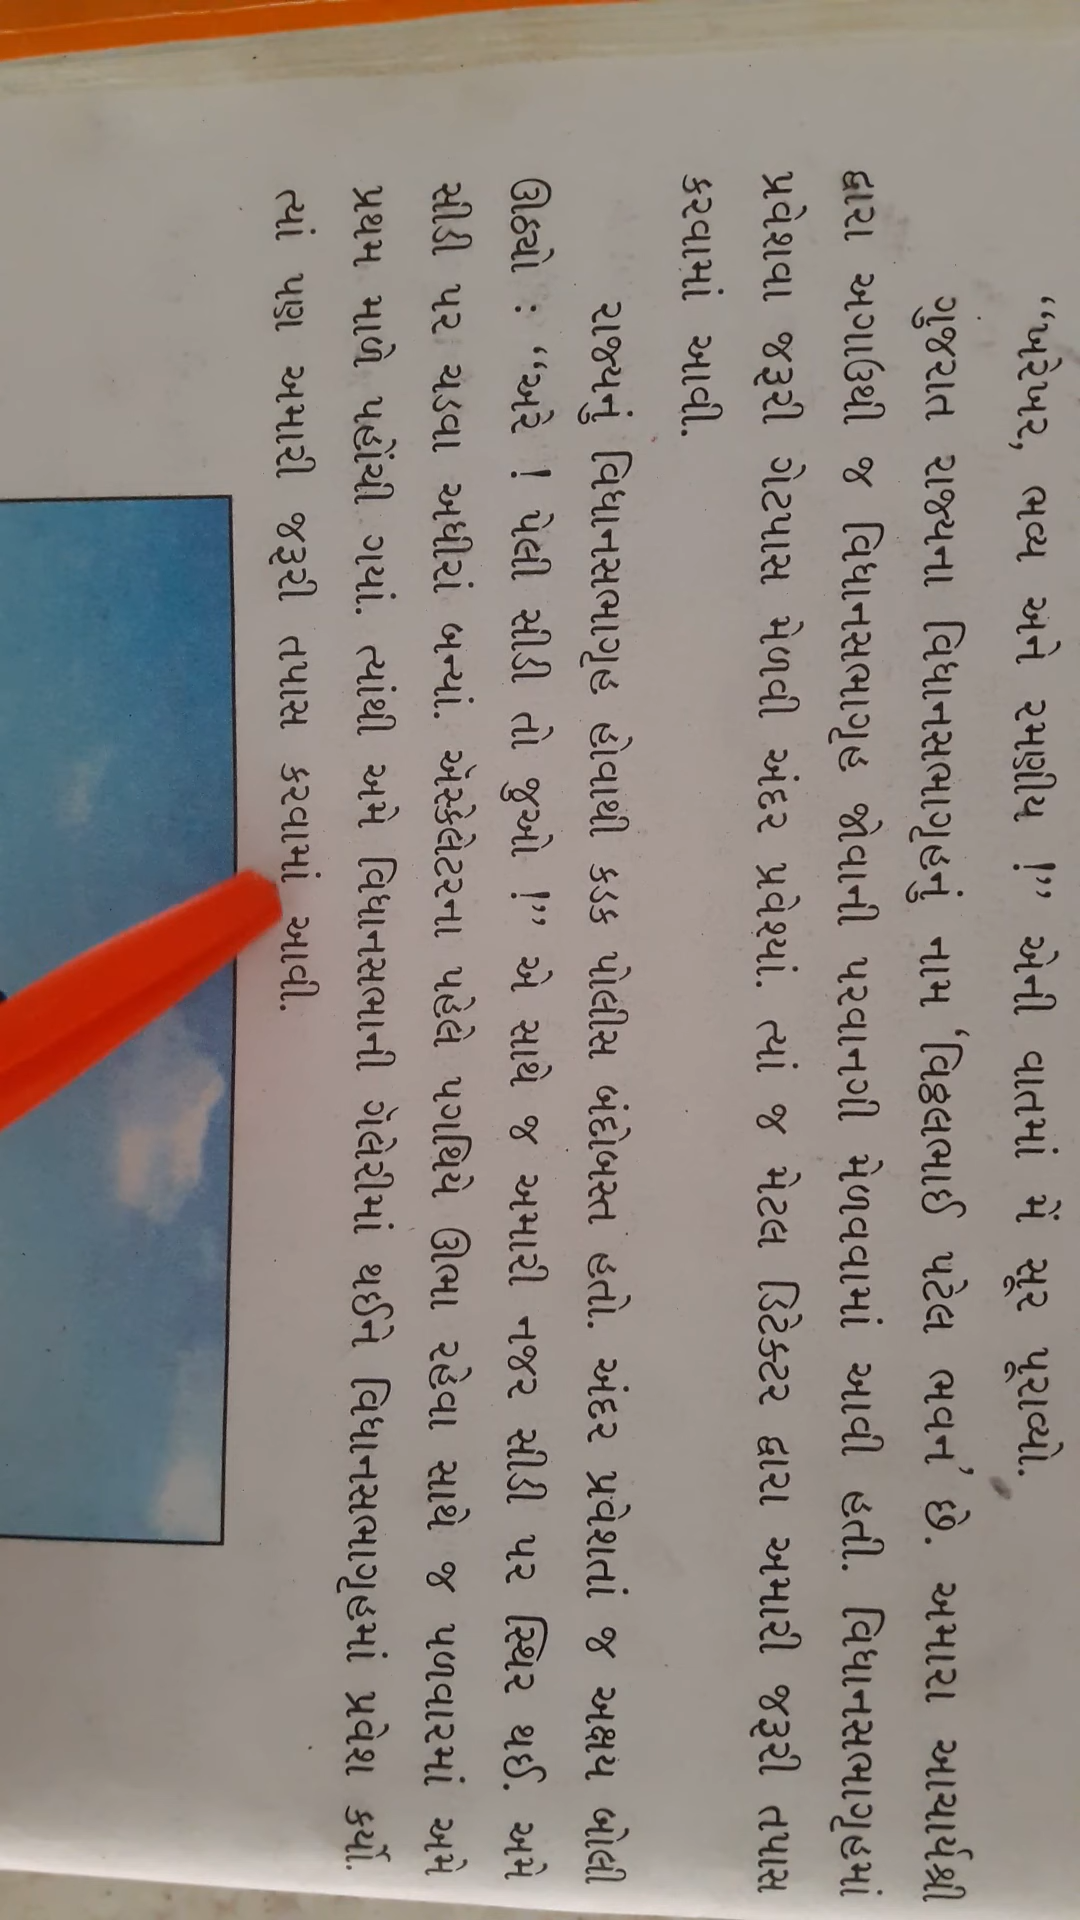 “ખરેખર, ભવ્ય અને રમણીય !” એની વાતમાં મેં સૂર પૂરાવ્યો.
ગુજરાત રાજ્યના વિધાનસભાગૃહનું નામ ‘વિઠ્ઠલભાઈ પટેલ ભવન’ છે. અમારા આચાર્યશ્રી
દ્વારા અગાઉથી જ વિધાનસભાગૃહ જોવાની પરવાનગી મેળવવામાં આવી હતી. વિધાનસભાગૃહમાં
પ્રવેશવા જરૂરી ગેટપાસ મેળવી અંદર પ્રવેશ્યાં. ત્યાં જ મેટલ ડિટેક્ટર દ્વારા અમારી જરૂરી તપાસ
કરવામાં આવી.
રાજ્યનું વિધાનસભાગૃહ હોવાથી કડક પોલીસ બંદોબસ્ત હતો. અંદર પ્રવેશતાં જ અક્ષય બોલી
ઊઠ્યો : “અરે ! પેલી સીડી તો જુઓ !” એ સાથે જ અમારી નજર સીડી પર સ્થિર થઈ. અમે
સીડી પર ચડવા અધીરાં બન્યાં. એસ્કેલેટરના પહેલે પગથિયે ઊભા રહેવા સાથે જ પળવારમાં અમે
પ્રથમ માળે પહોંચી ગયાં. ત્યાંથી અમે વિધાનસભાની ગેલેરીમાં થઈને વિધાનસભાગૃહમાં પ્રવેશ કર્યો.
ત્યાં પણ અમારી જરૂરી તપાસ કરવામાં આવી.